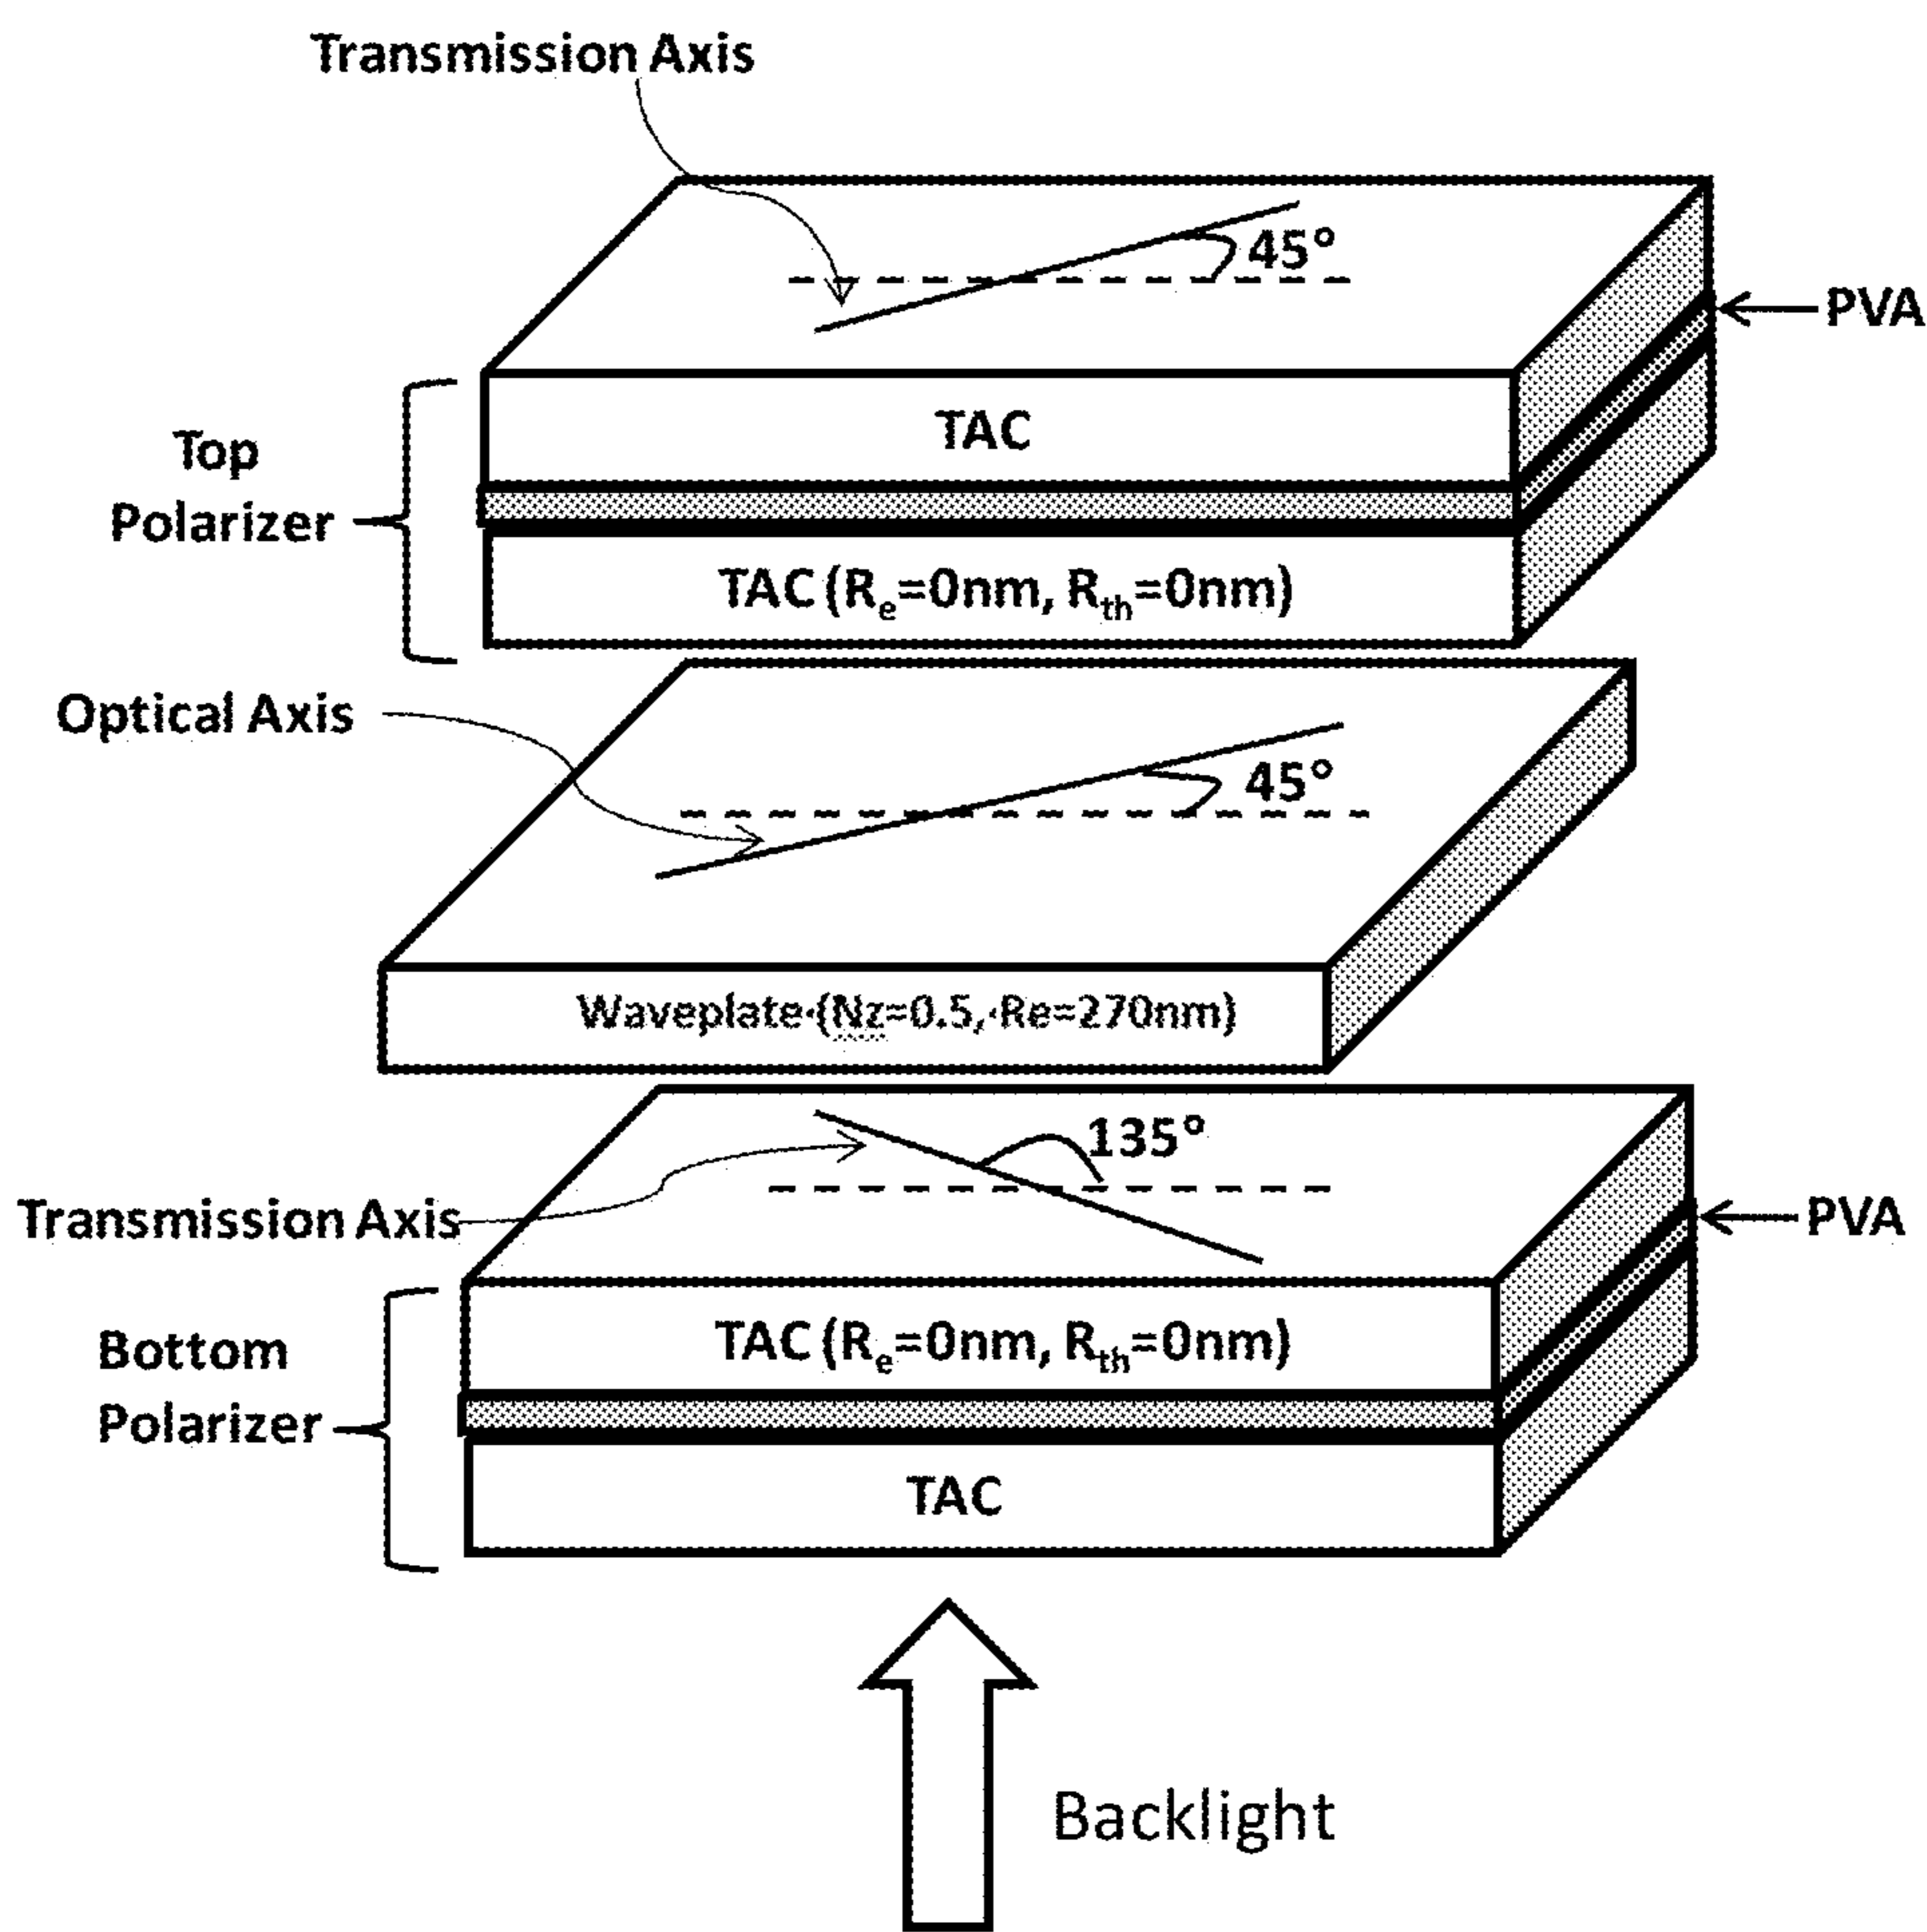 Transmission Axis
45°
PVA
TAC
Top
Polarizer
TAC (Re=0nm, Rth=0nm)
Optical Axis
45°
Waveplate·(Nz=0.5,·Re=270nm)
135°
Transmission Axis
PVA
TAC (Re=0nm, Rth=0nm)
Bottom
Polarizer
TAC
Backlight